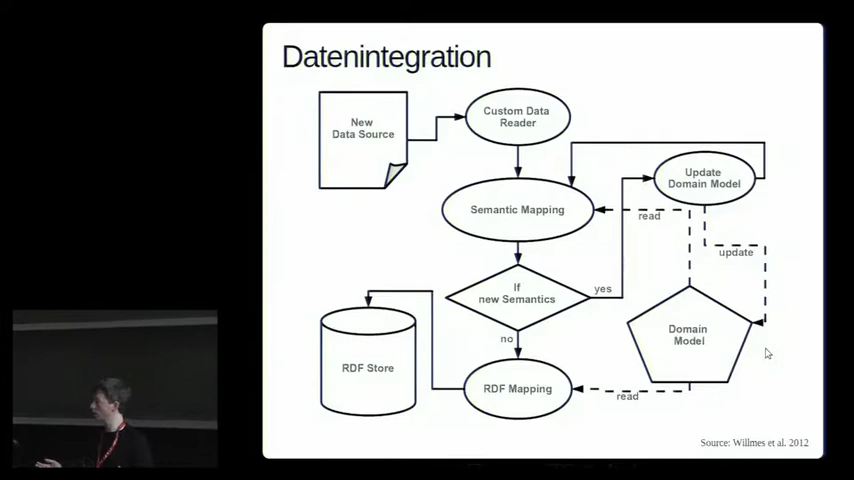 Datenintegration
New
Data Source
Custom Data
Reader
Update
Domain Model
Semantic Mapping
read
update
If
new Semantics
yes
no
Domain
Model
RDF Store
RDF Mapping
read
Source: Willmes et al. 2012